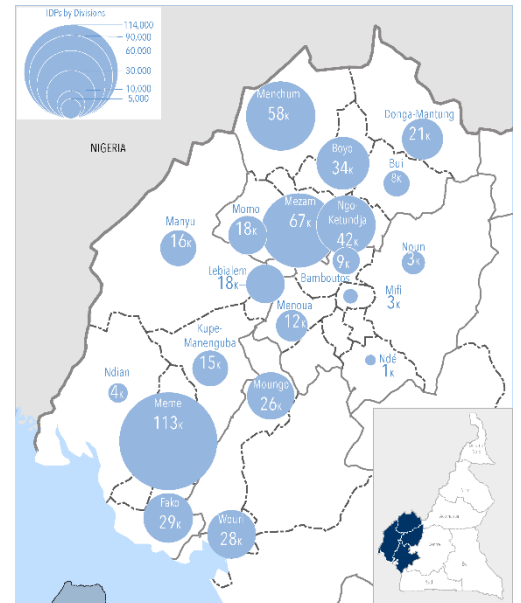 IDPs by Divisions
114,000
90,000
60,000
30,000
10,000
5,000
NIGERIA
Menchum
58K
Donga-Mantung
21K
Boyo
34K
Bui
8K
Mezam
67K
Ngo
Ketundja
42K
Momo
18K
Manyu
16K
9K
Bamboutos
Noun
3K
Lebialem
18K
Mifi
3K
Menoua
12K
Kupe-
Manenguba
15K
Ndé
1K
Ndian
4K
Moungo
26K
Meme
113K
Fako
29K
Wouri
28K